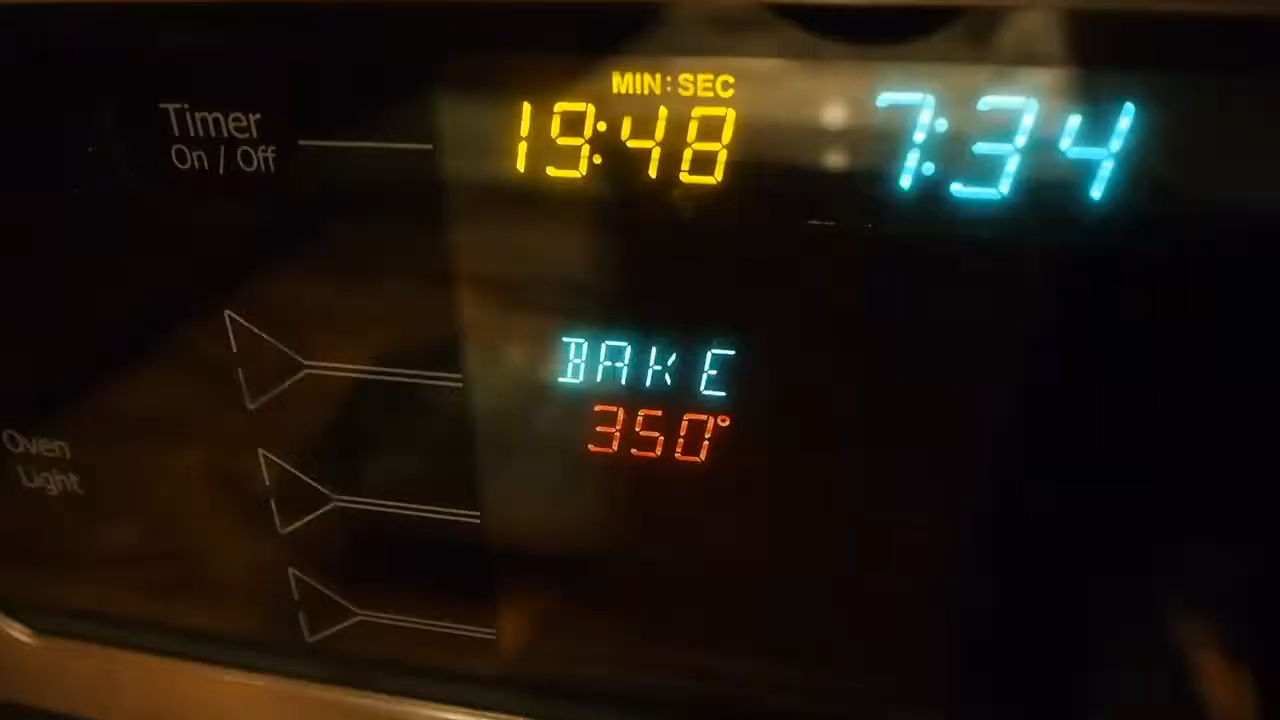 MIN:SEC
Timer 19:48 7:34
On / Off
BAKE
350°
Oven
Light